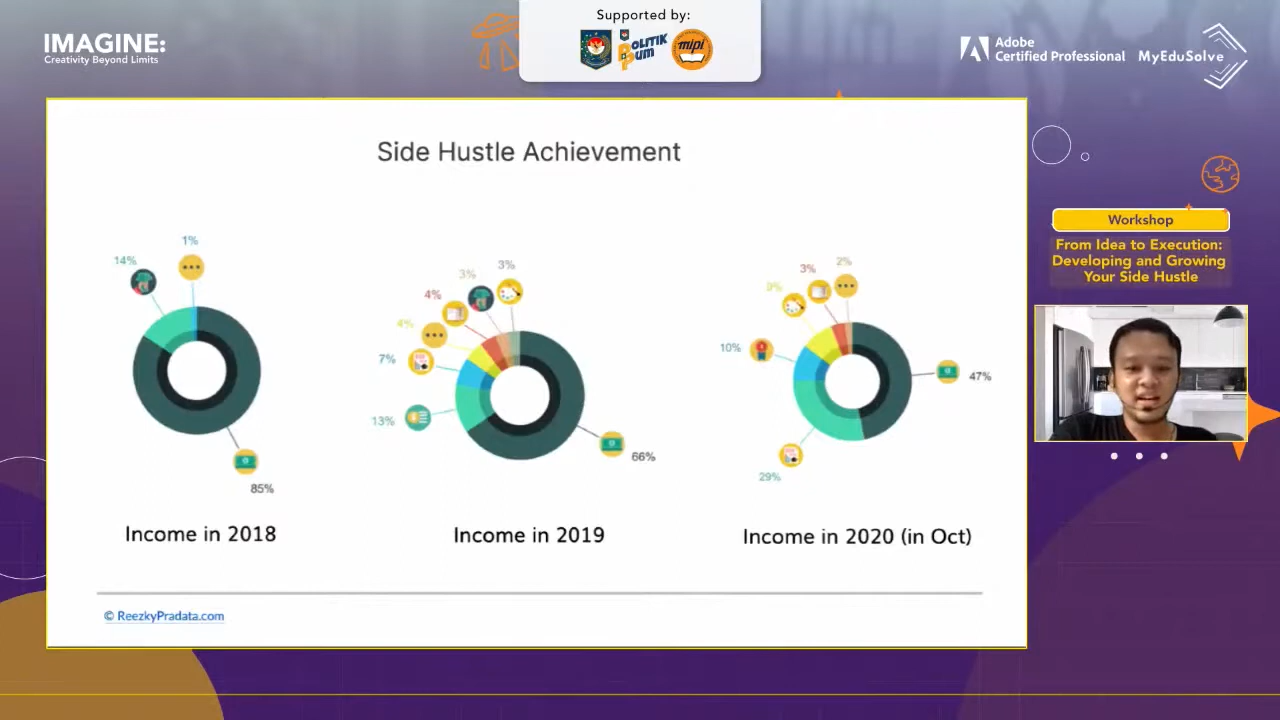 IMAGINE:
Creativity Beyond Limits
Supported by:
POLITIK
PUM
mipi
Adobe
Certified Professional
MyEduSolve
Side Hustle Achievement
1%
14%
85%
Income in 2018
3%
3%
4%
4%
7%
13%
66%
Income in 2019
2%
3%
9%
10%
47%
29%
Income in 2020 (in Oct)
© ReezkyPradata.com
Workshop
From Idea to Execution:
Developing and Growing
Your Side Hustle